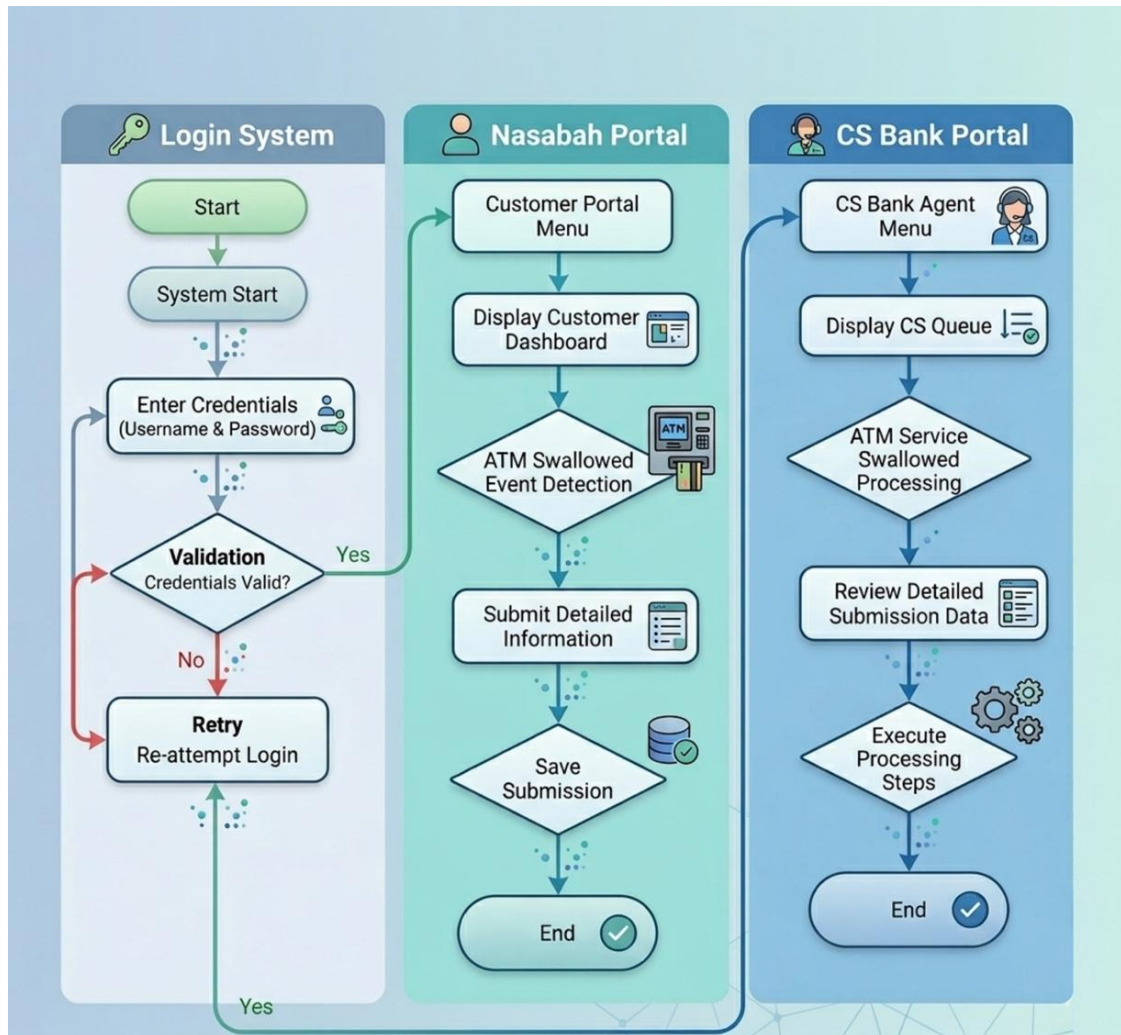 Login System
Start
System Start
Enter Credentials
(Username & Password)
Validation
Credentials Valid?
Yes
No
Retry
Re-attempt Login
Yes
Nasabah Portal
Customer Portal
Menu
Display Customer
Dashboard
ATM
ATM Swallowed
Event Detection
Submit Detailed
Information
Save
Submission
End
CS Bank Portal
CS Bank Agent
Menu
CS
Display CS Queue
ATM Service
Swallowed
Processing
Review Detailed
Submission Data
Execute
Processing
Steps
End